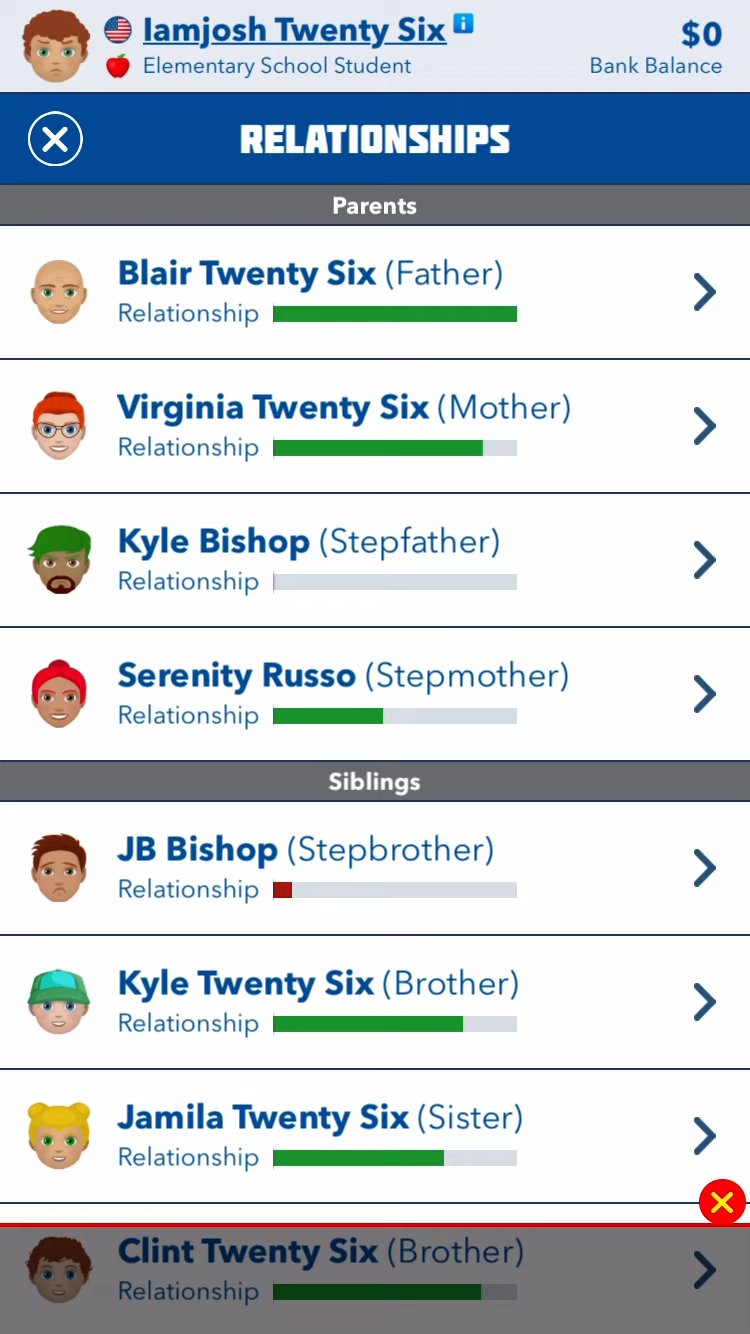 Iamjosh Twenty Six
$0
Elementary School Student
Bank Balance
RELATIONSHIPS
Parents
Blair Twenty Six (Father)
Relationship
Virginia Twenty Six (Mother)
Relationship
Kyle Bishop (Stepfather)
Relationship
Serenity Russo (Stepmother)
Relationship
Siblings
JB Bishop (Stepbrother)
Relationship
Kyle Twenty Six (Brother)
Relationship
Jamila Twenty Six (Sister)
Relationship
Clint Twenty Six (Brother)
Relationship